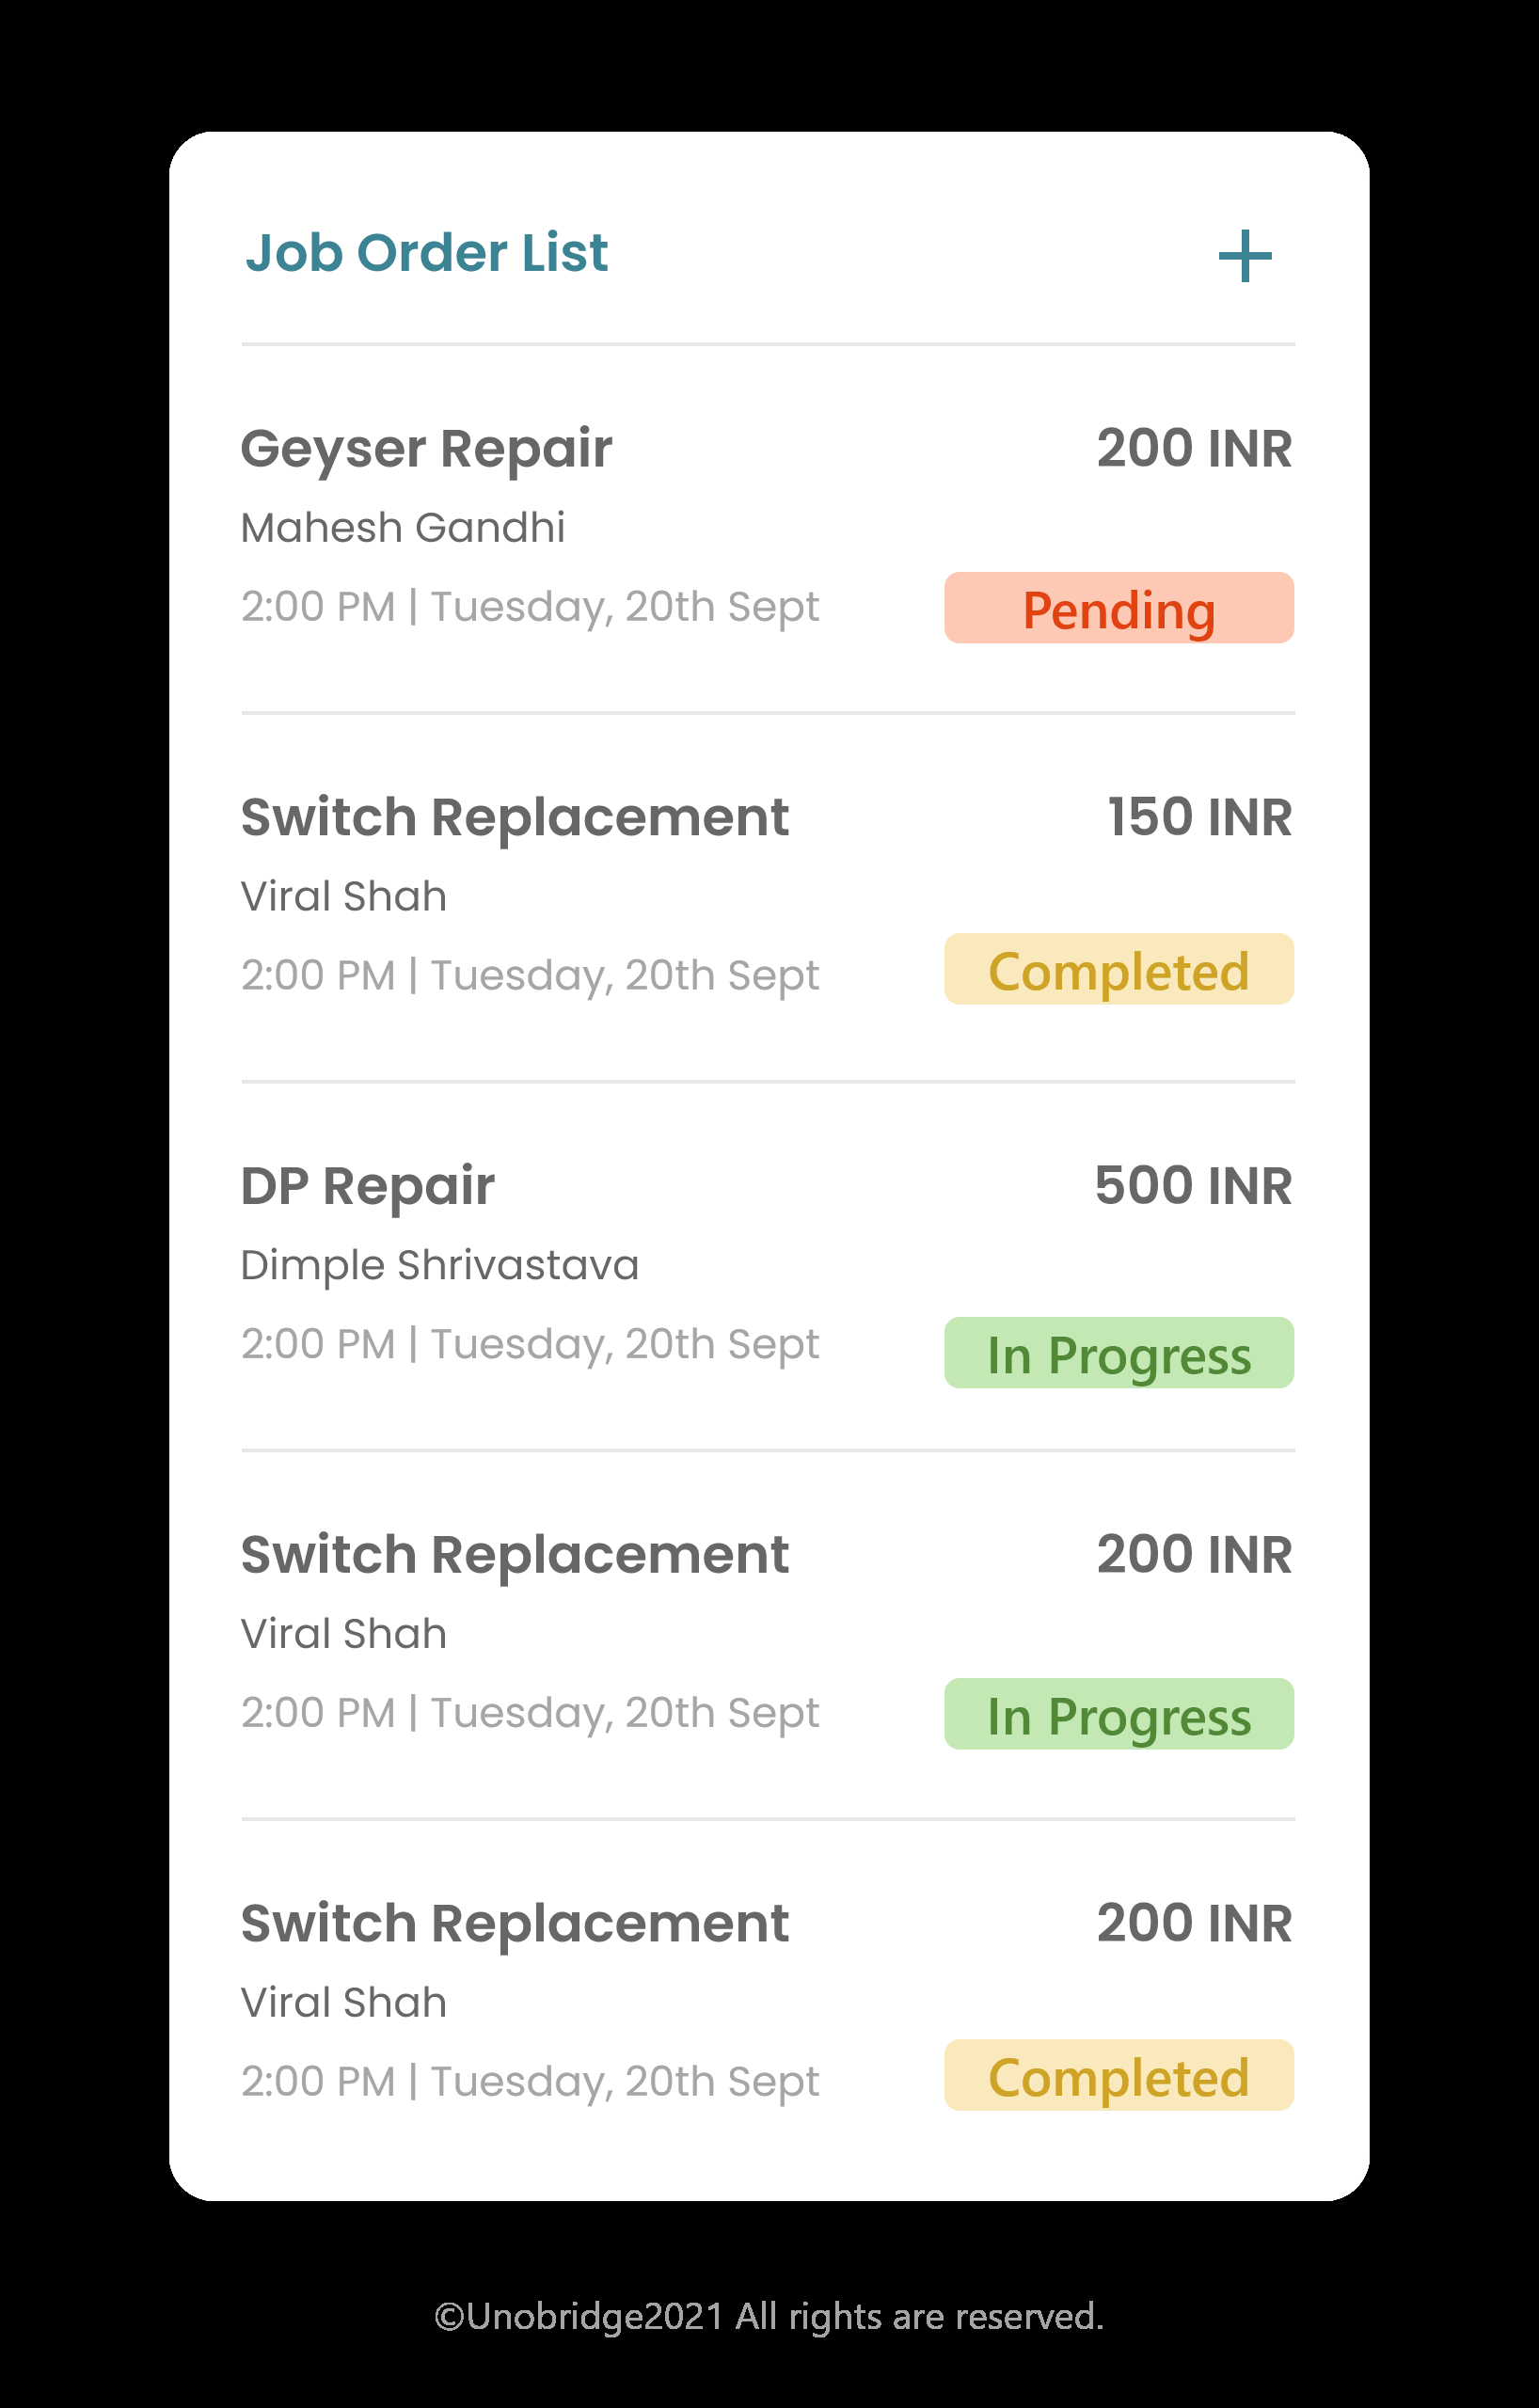 Job Order List
Geyser Repair 200 INR
Mahesh Gandhi
2:00 PM | Tuesday, 20th Sept Pending
Switch Replacement 150 INR
Viral Shah
2:00 PM | Tuesday, 20th Sept Completed
DP Repair 500 INR
Dimple Shrivastava
2:00 PM | Tuesday, 20th Sept In Progress
Switch Replacement 200 INR
Viral Shah
2:00 PM | Tuesday, 20th Sept In Progress
Switch Replacement 200 INR
Viral Shah
2:00 PM | Tuesday, 20th Sept Completed
©Unobridge2021 All rights are reserved.